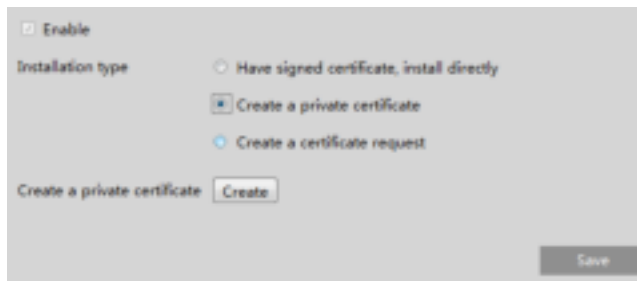 Enable
Installation type
Have signed certificate, install directly
Create a private certificate
Create a certificate request
Create a private certificate Create
Save